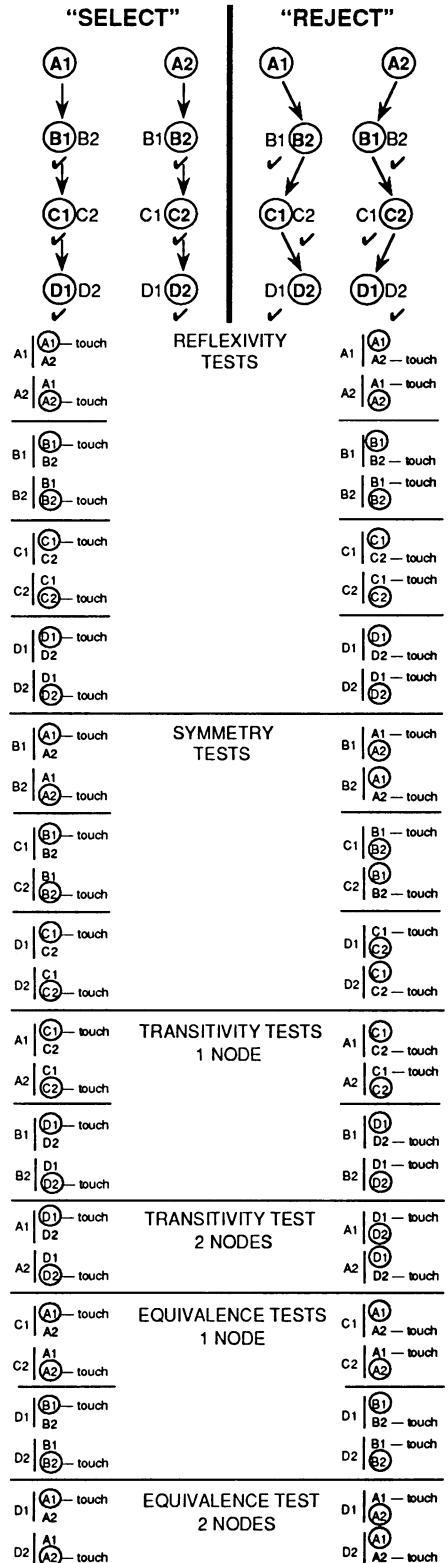 "SELECT" "REJECT"
A1 A2 A1 A2
B1 B2 B1 B2 B1 B2 B1 B2
C1 C2 C1 C2 C1 C2 C1 C2
D1 D2 D1 D2 D1 D2 D1 D2
REFLEXIVITY
TESTS
A1 A1 — touch A1 A1
A2 A2 — touch
A2 A1 A2 A1 — touch
A2 — touch A2
B1 B1 — touch B1 B1
B2 B2 — touch
B2 B1 B2 B1 — touch
B2 — touch B2
C1 C1 — touch C1 C1
C2 C2 — touch
C2 C1 C2 C1 — touch
C2 — touch C2
D1 D1 — touch D1 D1
D2 D2 — touch
D2 D1 D2 D1 — touch
D2 — touch D2
SYMMETRY
TESTS
B1 A1 — touch B1 A1 — touch
A2 A2
B2 A1 B2 A1
A2 — touch A2 — touch
C1 B1 — touch C1 B1 — touch
B2 B2
C2 B1 C2 B1
B2 — touch B2 — touch
D1 C1 — touch D1 C1 — touch
C2 C2
D2 C1 D2 C1
C2 — touch C2 — touch
TRANSITIVITY TESTS
1 NODE
A1 C1 — touch A1 C1
C2 C2 — touch
A2 C1 A2 C1 — touch
C2 — touch C2
B1 D1 — touch B1 D1
D2 D2 — touch
B2 D1 B2 D1 — touch
D2 — touch D2
TRANSITIVITY TEST
2 NODES
A1 D1 — touch A1 D1 — touch
D2 D2
A2 D1 A2 D1
D2 — touch D2 — touch
EQUIVALENCE TESTS
1 NODE
C1 A1 — touch C1 A1
A2 A2 — touch
C2 A1 C2 A1 — touch
A2 — touch A2
D1 B1 — touch D1 B1
B2 B2 — touch
D2 B1 D2 B1 — touch
B2 — touch B2
EQUIVALENCE TEST
2 NODES
D1 A1 — touch D1 A1 — touch
A2 A2
D2 A1 D2 A1
A2 — touch A2 — touch